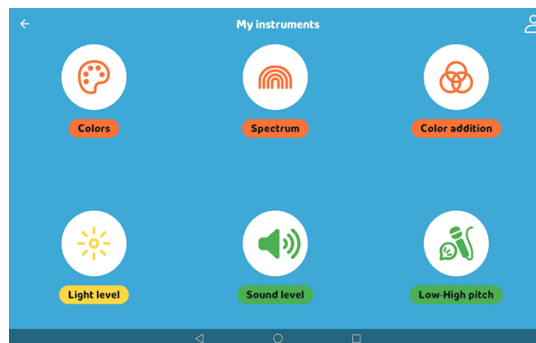 My instruments
Colors
Spectrum
Color addition
Light level
Sound level
Low-High pitch